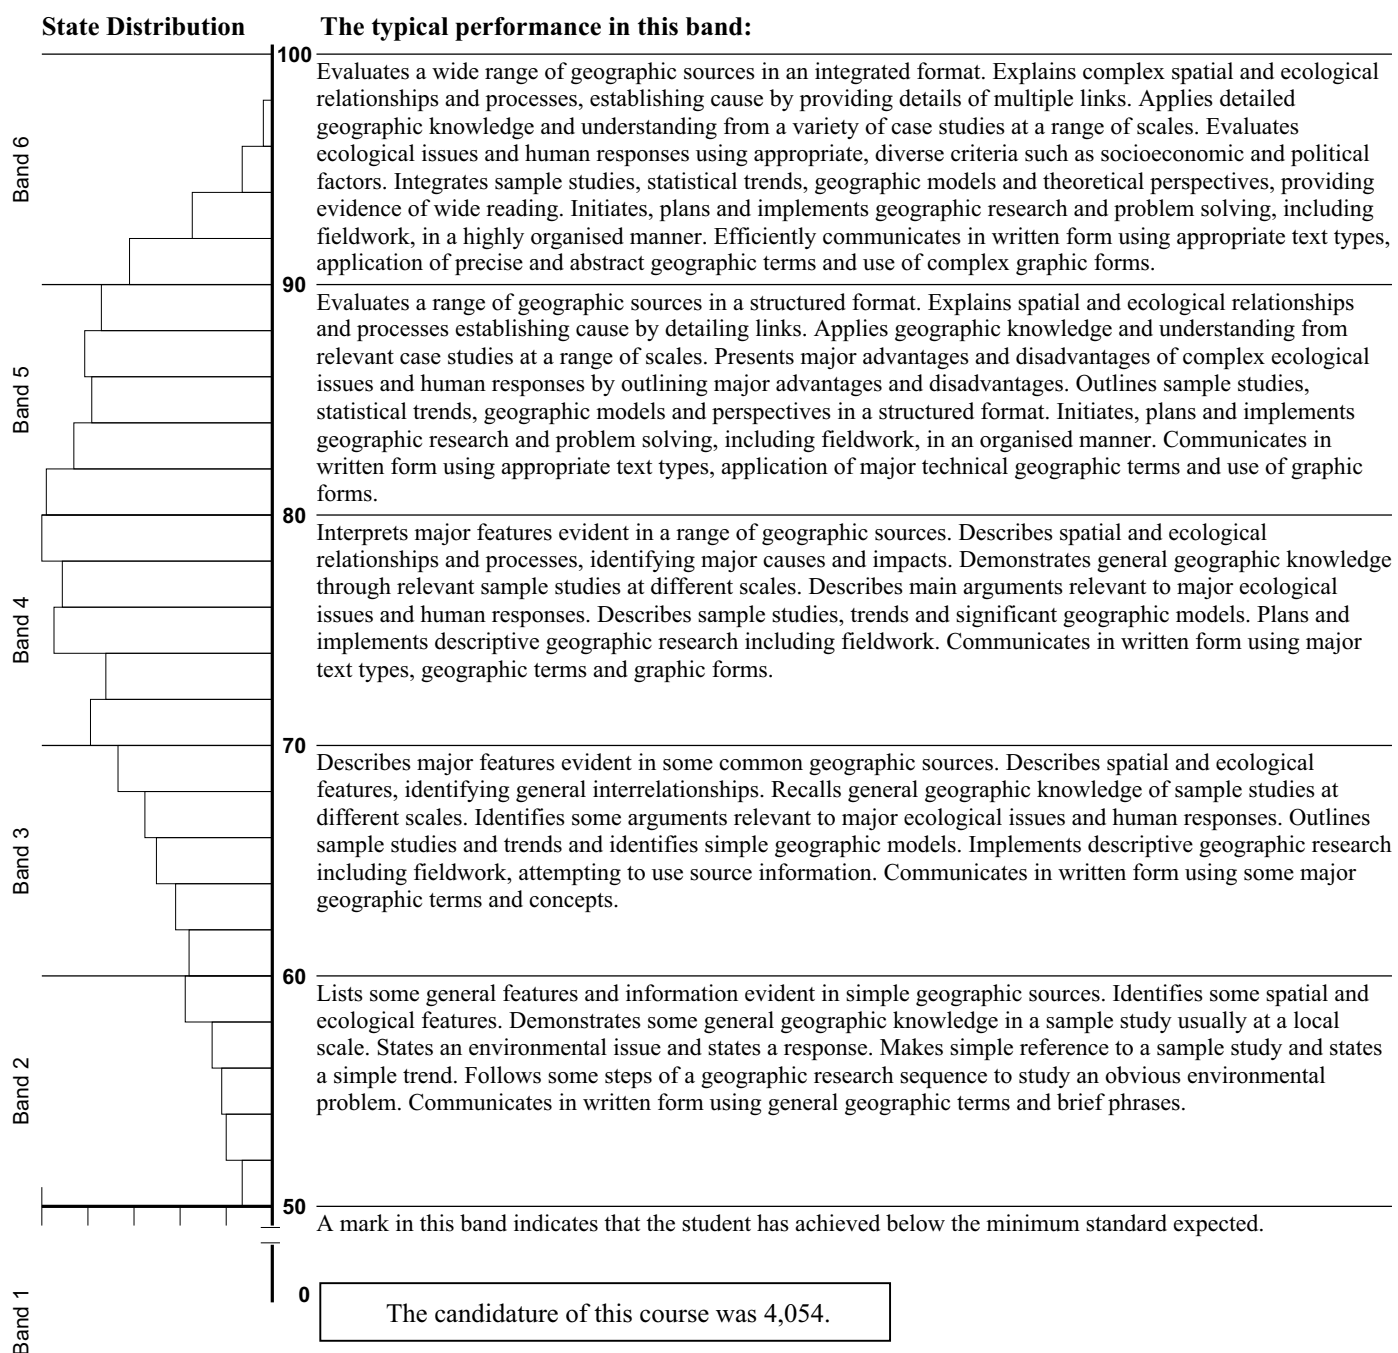 State Distribution
The typical performance in this band:
100
Band 6
Evaluates a wide range of geographic sources in an integrated format. Explains complex spatial and ecological
relationships and processes, establishing cause by providing details of multiple links. Applies detailed
geographic knowledge and understanding from a variety of case studies at a range of scales. Evaluates
ecological issues and human responses using appropriate, diverse criteria such as socioeconomic and political
factors. Integrates sample studies, statistical trends, geographic models and theoretical perspectives, providing
evidence of wide reading. Initiates, plans and implements geographic research and problem solving, including
fieldwork, in a highly organised manner. Efficiently communicates in written form using appropriate text types,
application of precise and abstract geographic terms and use of complex graphic forms.
90
Band 5
Evaluates a range of geographic sources in a structured format. Explains spatial and ecological relationships
and processes establishing cause by detailing links. Applies geographic knowledge and understanding from
relevant case studies at a range of scales. Presents major advantages and disadvantages of complex ecological
issues and human responses by outlining major advantages and disadvantages. Outlines sample studies,
statistical trends, geographic models and perspectives in a structured format. Initiates, plans and implements
geographic research and problem solving, including fieldwork, in an organised manner. Communicates in
written form using appropriate text types, application of major technical geographic terms and use of graphic
forms.
80
Band 4
Interprets major features evident in a range of geographic sources. Describes spatial and ecological
relationships and processes, identifying major causes and impacts. Demonstrates general geographic knowledge
through relevant sample studies at different scales. Describes main arguments relevant to major ecological
issues and human responses. Describes sample studies, trends and significant geographic models. Plans and
implements descriptive geographic research including fieldwork. Communicates in written form using major
text types, geographic terms and graphic forms.
70
Band 3
Describes major features evident in some common geographic sources. Describes spatial and ecological
features, identifying general interrelationships. Recalls general geographic knowledge of sample studies at
different scales. Identifies some arguments relevant to major ecological issues and human responses. Outlines
sample studies and trends and identifies simple geographic models. Implements descriptive geographic research
including fieldwork, attempting to use source information. Communicates in written form using some major
geographic terms and concepts.
60
Band 2
Lists some general features and information evident in simple geographic sources. Identifies some spatial and
ecological features. Demonstrates some general geographic knowledge in a sample study usually at a local
scale. States an environmental issue and states a response. Makes simple reference to a sample study and states
a simple trend. Follows some steps of a geographic research sequence to study an obvious environmental
problem. Communicates in written form using general geographic terms and brief phrases.
50
A mark in this band indicates that the student has achieved below the minimum standard expected.
0
Band 1
The candidature of this course was 4,054.